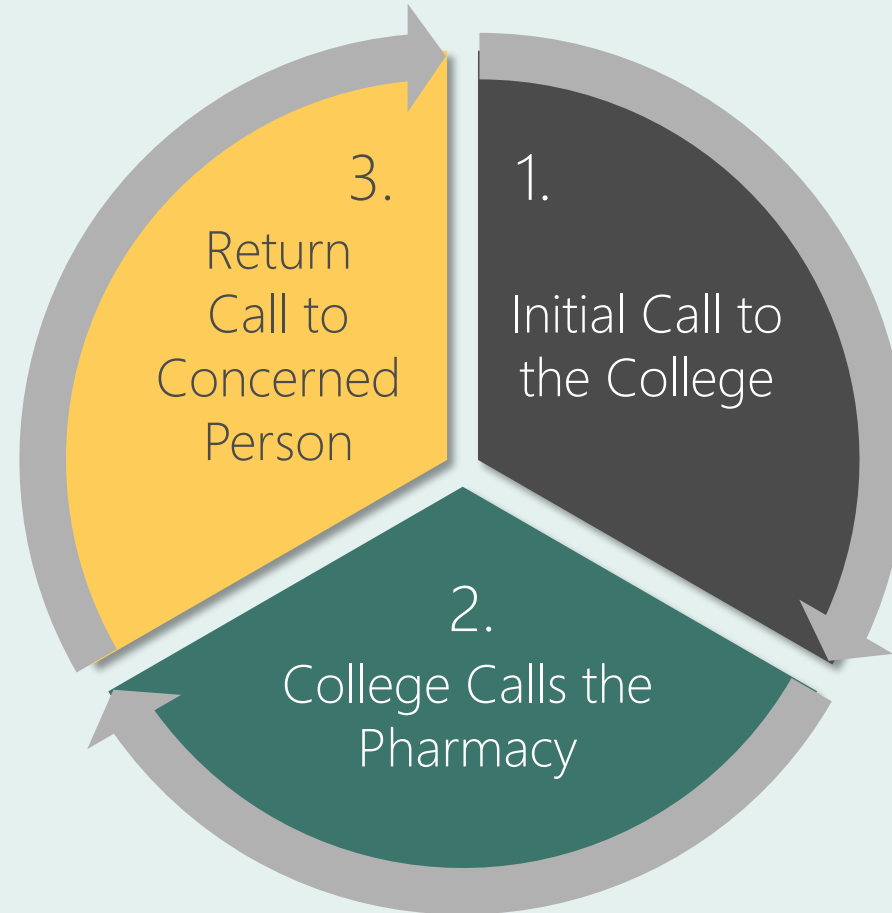 1.
Initial Call to
the College
2.
College Calls the
Pharmacy
3.
Return
Call to
Concerned
Person